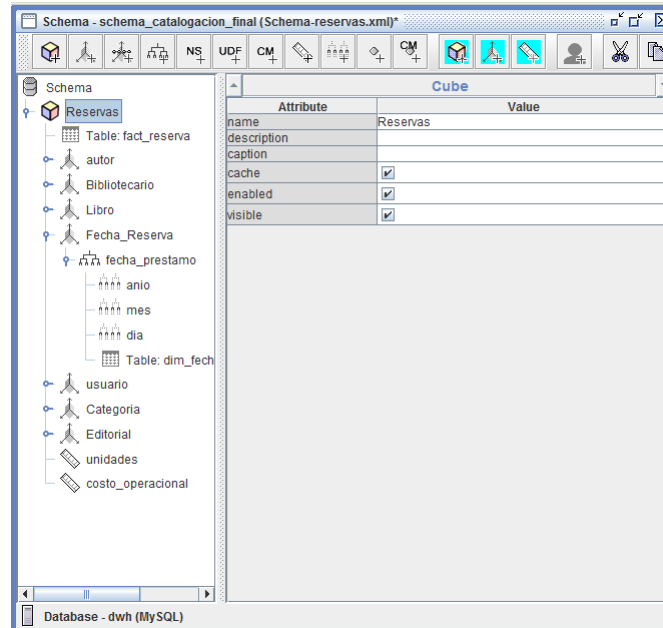 Schema - schema_catalogacion_final (Schema-reservas.xml)*
NS UDF CM CM
Schema
Reservas
Table: fact_reserva
autor
Bibliotecario
Libro
Fecha_Reserva
fecha_prestamo
anio
mes
dia
Table: dim_fech
usuario
Categoria
Editorial
unidades
costo_operacional
Cube
Attribute Value
name Reservas
description
caption
cache
enabled
visible
Database - dwh (MySQL)